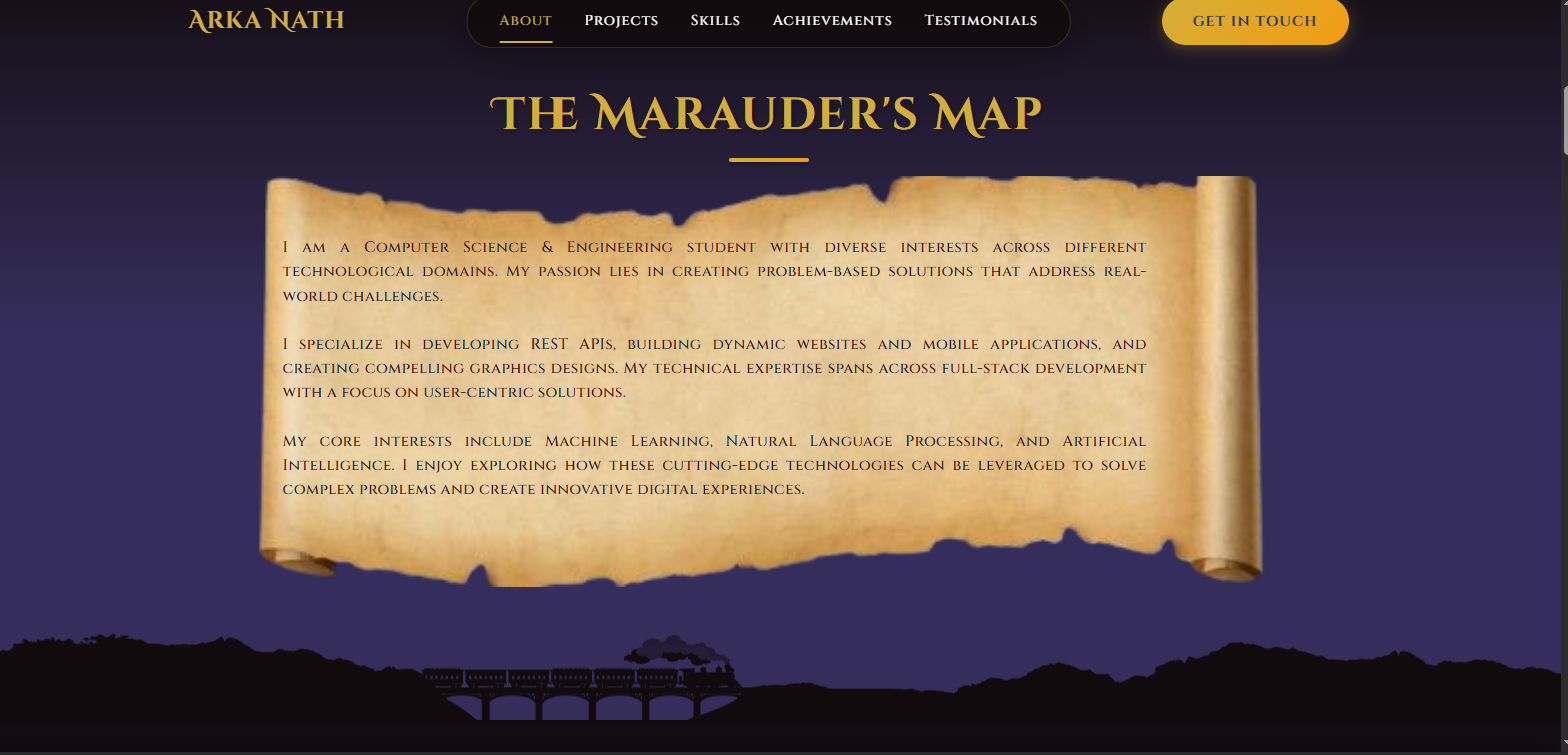 Arka Nath
About Projects Skills Achievements Testimonials
GET IN TOUCH
The Marauder's Map
I am a Computer Science & Engineering student with diverse interests across different
technological domains. My passion lies in creating problem-based solutions that address real-
world challenges.
I specialize in developing REST APIs, building dynamic websites and mobile applications, and
creating compelling graphics designs. My technical expertise spans across full-stack development
with a focus on user-centric solutions.
My core interests include Machine Learning, Natural Language Processing, and Artificial
Intelligence. I enjoy exploring how these cutting-edge technologies can be leveraged to solve
complex problems and create innovative digital experiences.